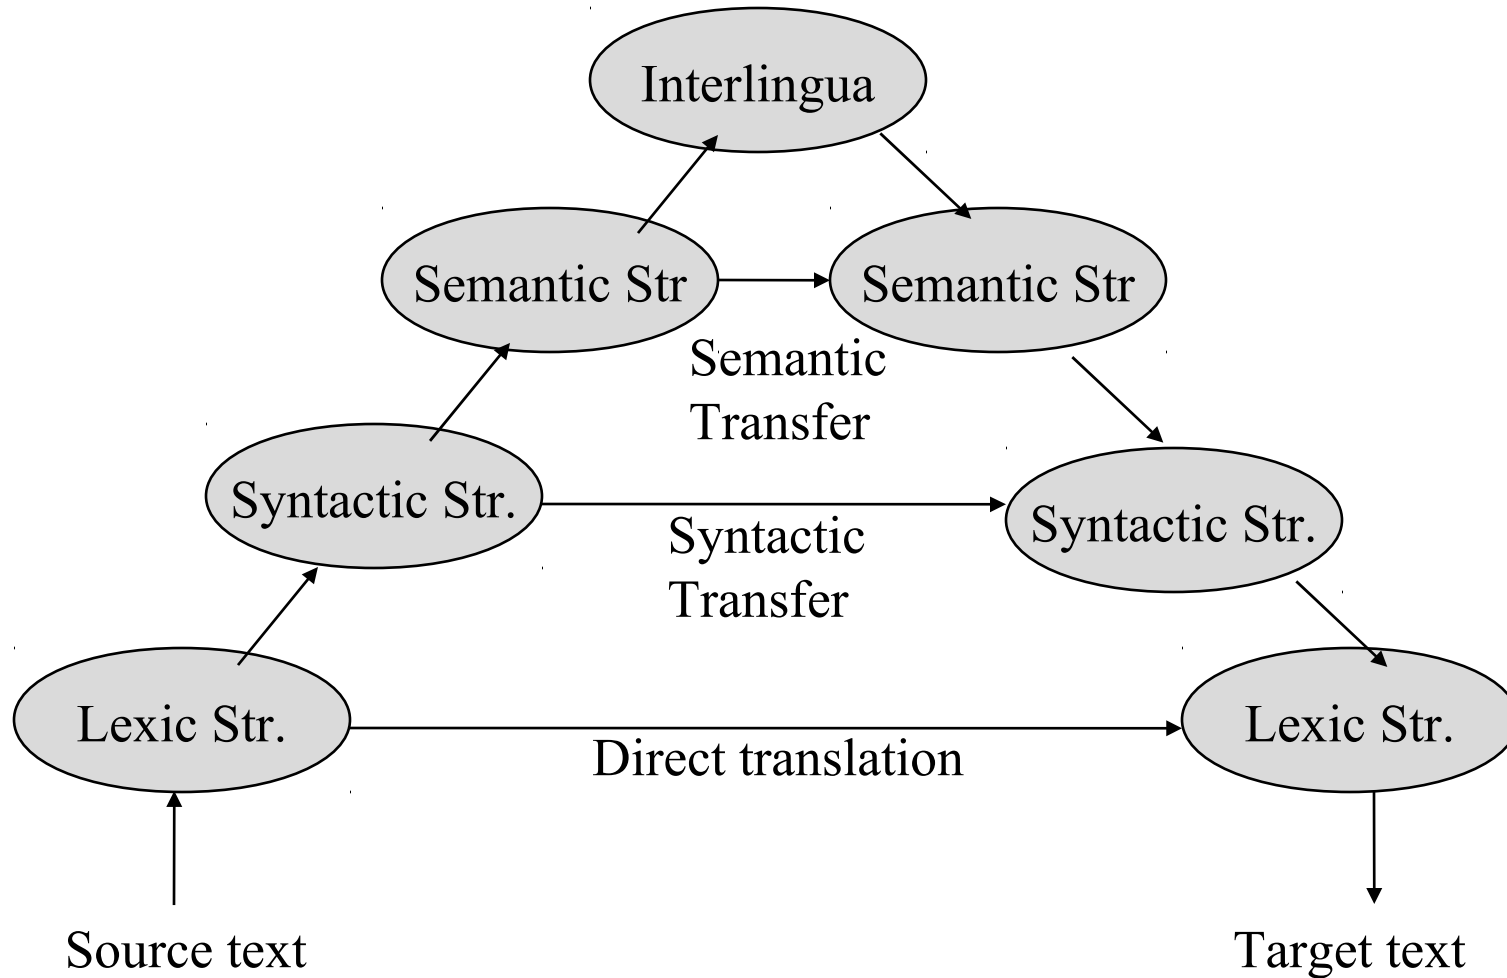 Interlingua
Semantic Str
Semantic Str
Semantic
Transfer
Syntactic Str.
Syntactic Str.
Syntactic
Transfer
Lexic Str.
Lexic Str.
Direct translation
Source text
Target text